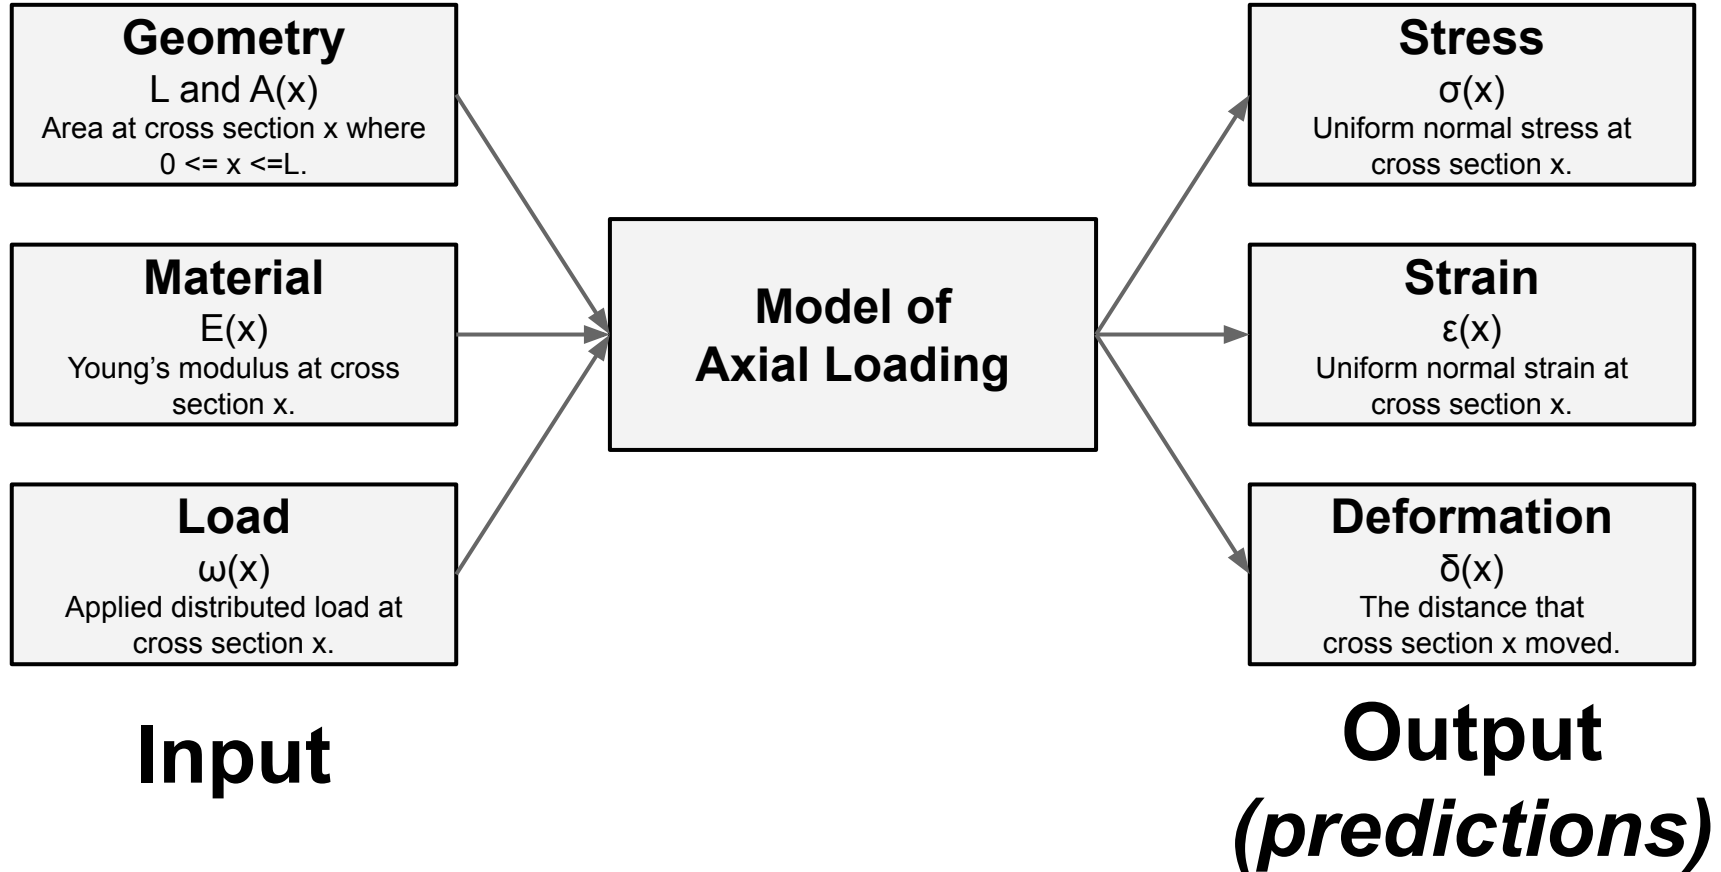 Geometry
L and A(x)
Area at cross section x where
0 <= x <=L.
Material
E(x)
Young’s modulus at cross
section x.
Load
ω(x)
Applied distributed load at
cross section x.
Input
Model of
Axial Loading
Stress
σ(x)
Uniform normal stress at
cross section x.
Strain
ε(x)
Uniform normal strain at
cross section x.
Deformation
δ(x)
The distance that
cross section x moved.
Output
(predictions)